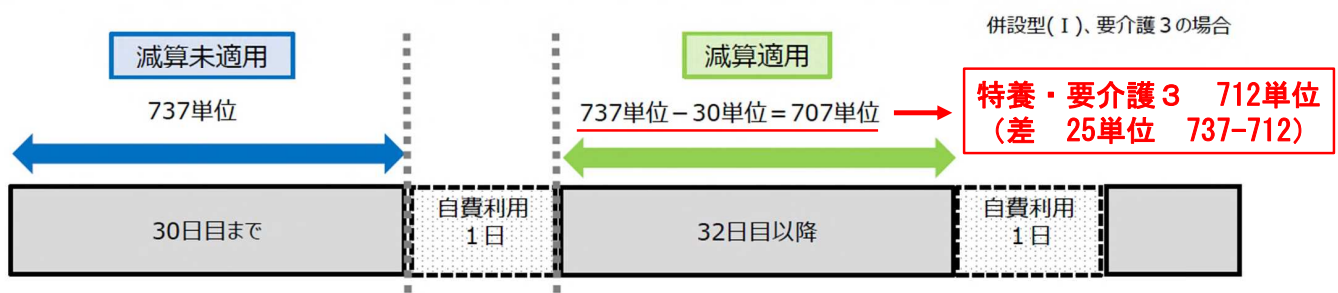 併設型(Ⅰ)、要介護3の場合
減算未適用
減算適用
737単位
737単位－30単位＝707単位
特養・要介護３　712単位
（差　25単位　737−712）
30日目まで
自費利用
1日
32日目以降
自費利用
1日